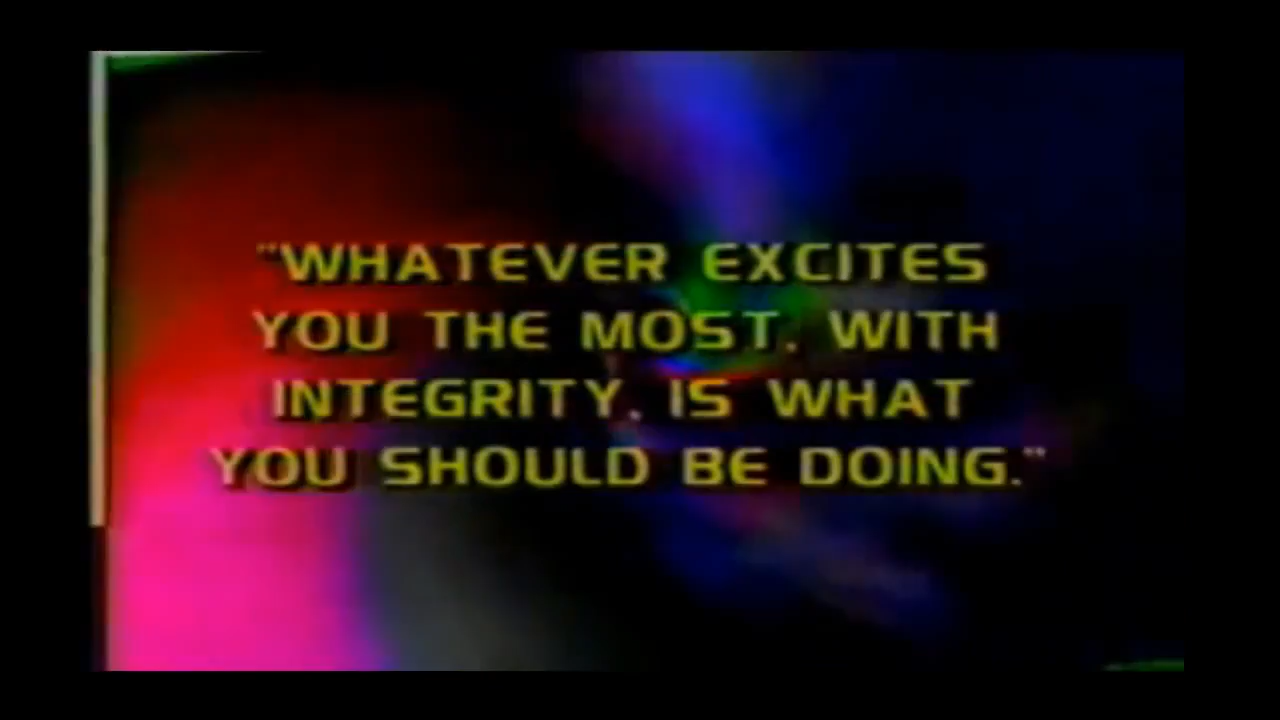 "WHATEVER EXCITES
YOU THE MOST, WITH
INTEGRITY, IS WHAT
YOU SHOULD BE DOING."